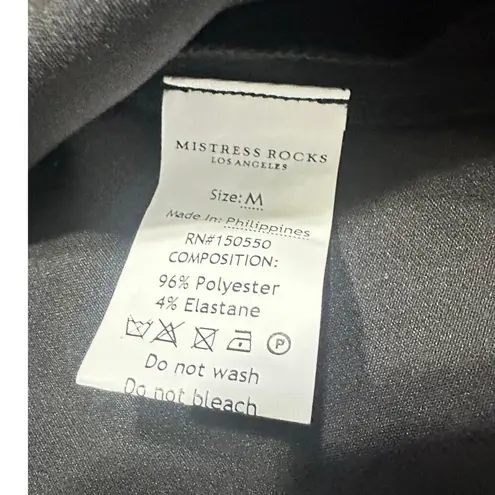 MISTRESS ROCKS
LOS ANGELES
Size: M
Made In: Philippines
RN#150550
COMPOSITION:
96% Polyester
4% Elastane
P
Do not wash
Do not bleach